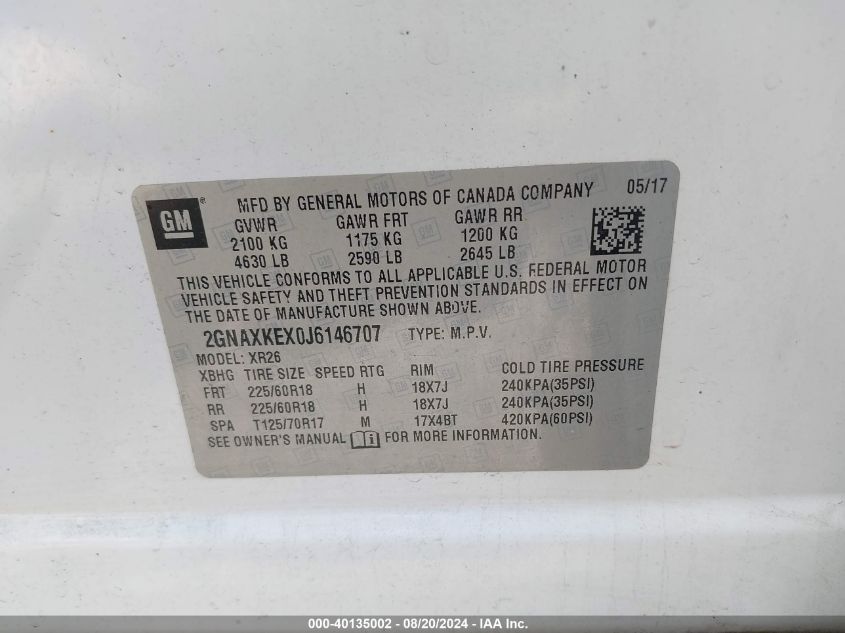 GM
MFD BY GENERAL MOTORS OF CANADA COMPANY 05/17
GVWR GAWR FRT GAWR RR
2100 KG 1175 KG 1200 KG
4630 LB 2590 LB 2645 LB
THIS VEHICLE CONFORMS TO ALL APPLICABLE U.S. FEDERAL MOTOR
VEHICLE SAFETY AND THEFT PREVENTION STANDARDS IN EFFECT ON
THE DATE OF MANUFACTURE SHOWN ABOVE.
2GNAXKEX0J6146707 TYPE: M.P.V.
MODEL: XR26
XBHG TIRE SIZE SPEED RTG RIM COLD TIRE PRESSURE
FRT 225/60R18 H 18X7J 240KPA(35PSI)
RR 225/60R18 H 18X7J 240KPA(35PSI)
SPA T125/70R17 M 17X4BT 420KPA(60PSI)
SEE OWNER'S MANUAL FOR MORE INFORMATION.
000-40135002 - 08/20/2024 - IAA Inc.